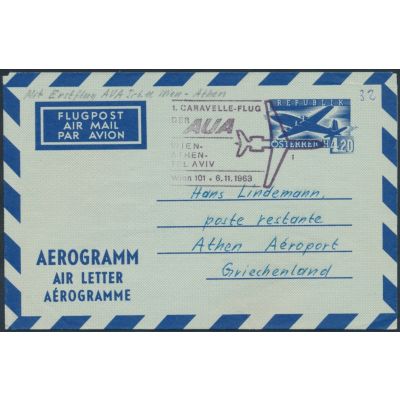 Mit Erstflug AUA Wien - Athen
32
FLUGPOST
AIR MAIL
PAR AVION
1. CARAVELLE-FLUG
DER AUA
WIEN-
ATHEN-
TEL AVIV
Wien 101 • 6.11.1963
1
REPUBLIK
ÖSTERREICH
S 4.20
Hans Lindemann,
poste restante
Athen Aéroport
Griechenland
AEROGRAMM
AIR LETTER
AÉROGRAMME